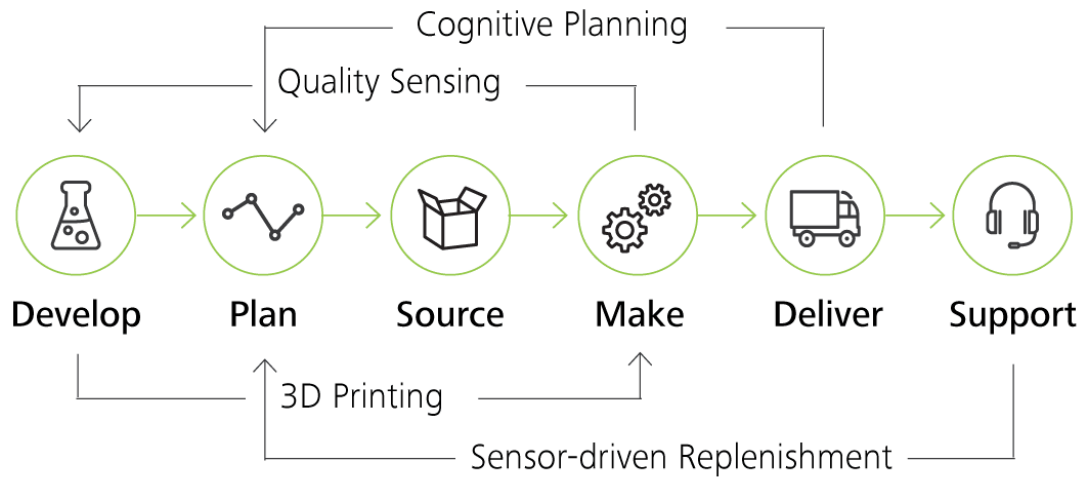 Cognitive Planning
Quality Sensing
Develop
Plan
Source
Make
Deliver
Support
3D Printing
Sensor-driven Replenishment